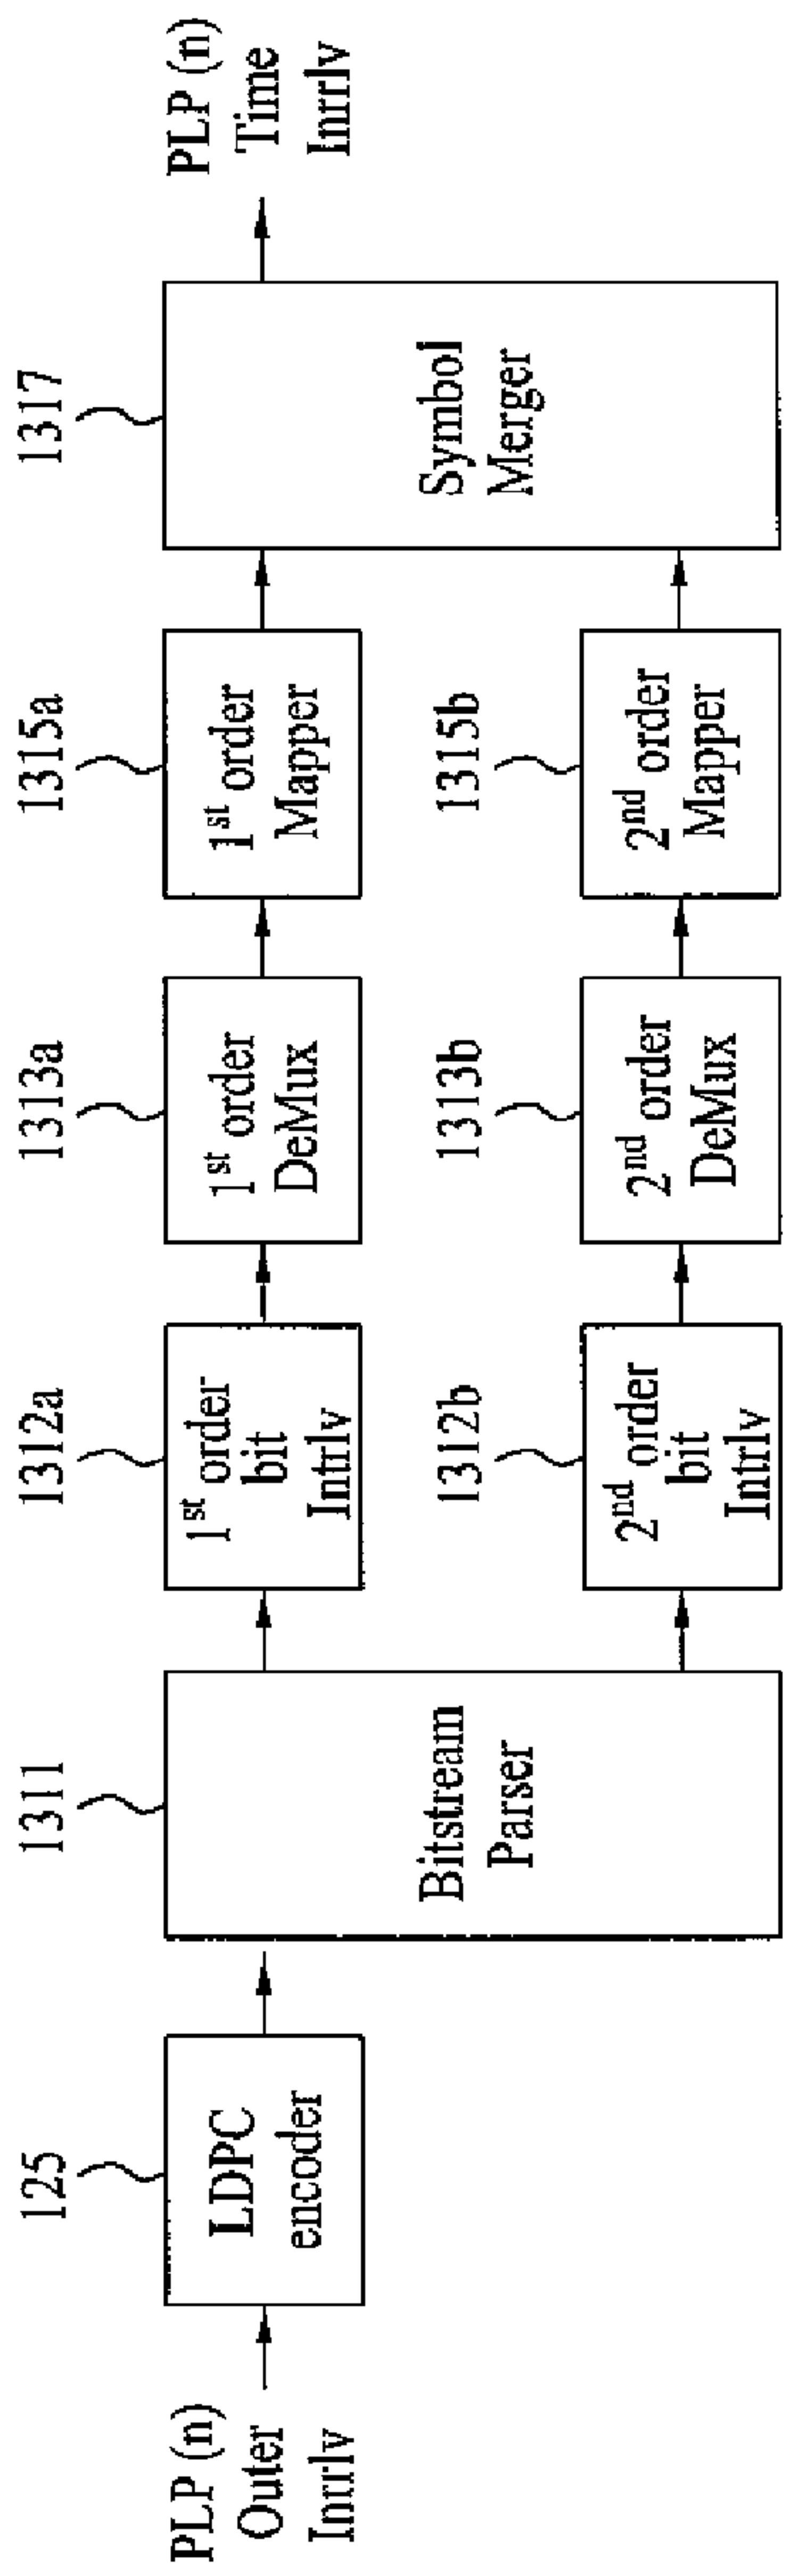 PLP (n)
Outer
Inrrlv
125
LDPC
encoder
1311
Bitstream
Parser
1312a
1st order
bit
Intrlv
1313a
1st order
DeMux
1315a
1st order
Mapper
1312b
2nd order
bit
Intrlv
1313b
2nd order
DeMux
1315b
2nd order
Mapper
1317
Symbol
Merger
PLP (n)
Time
Inrrlv